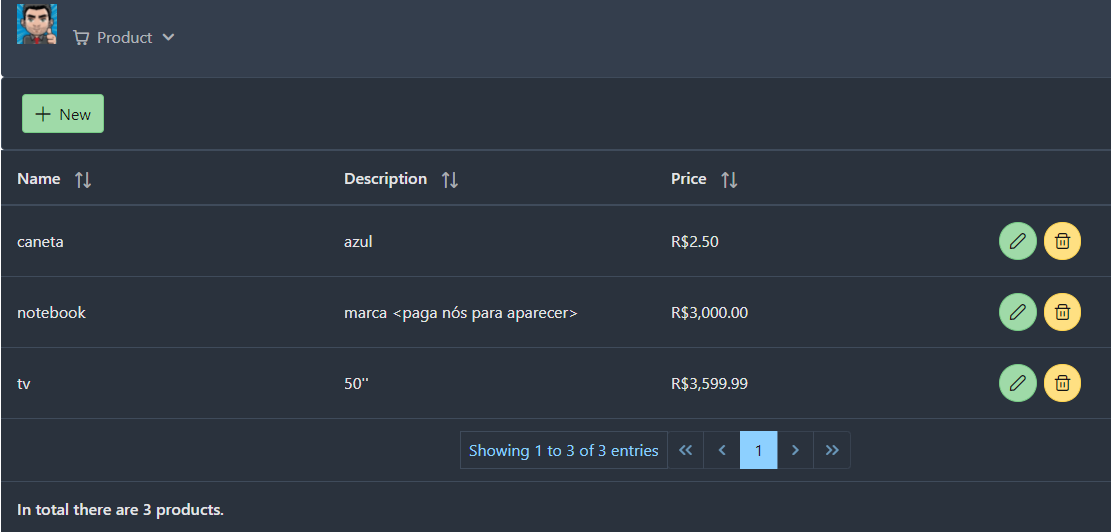 Product
New
Name Description Price
caneta azul R$2.50
notebook marca <paga nós para aparecer> R$3,000.00
tv 50'' R$3,599.99
Showing 1 to 3 of 3 entries 1
In total there are 3 products.